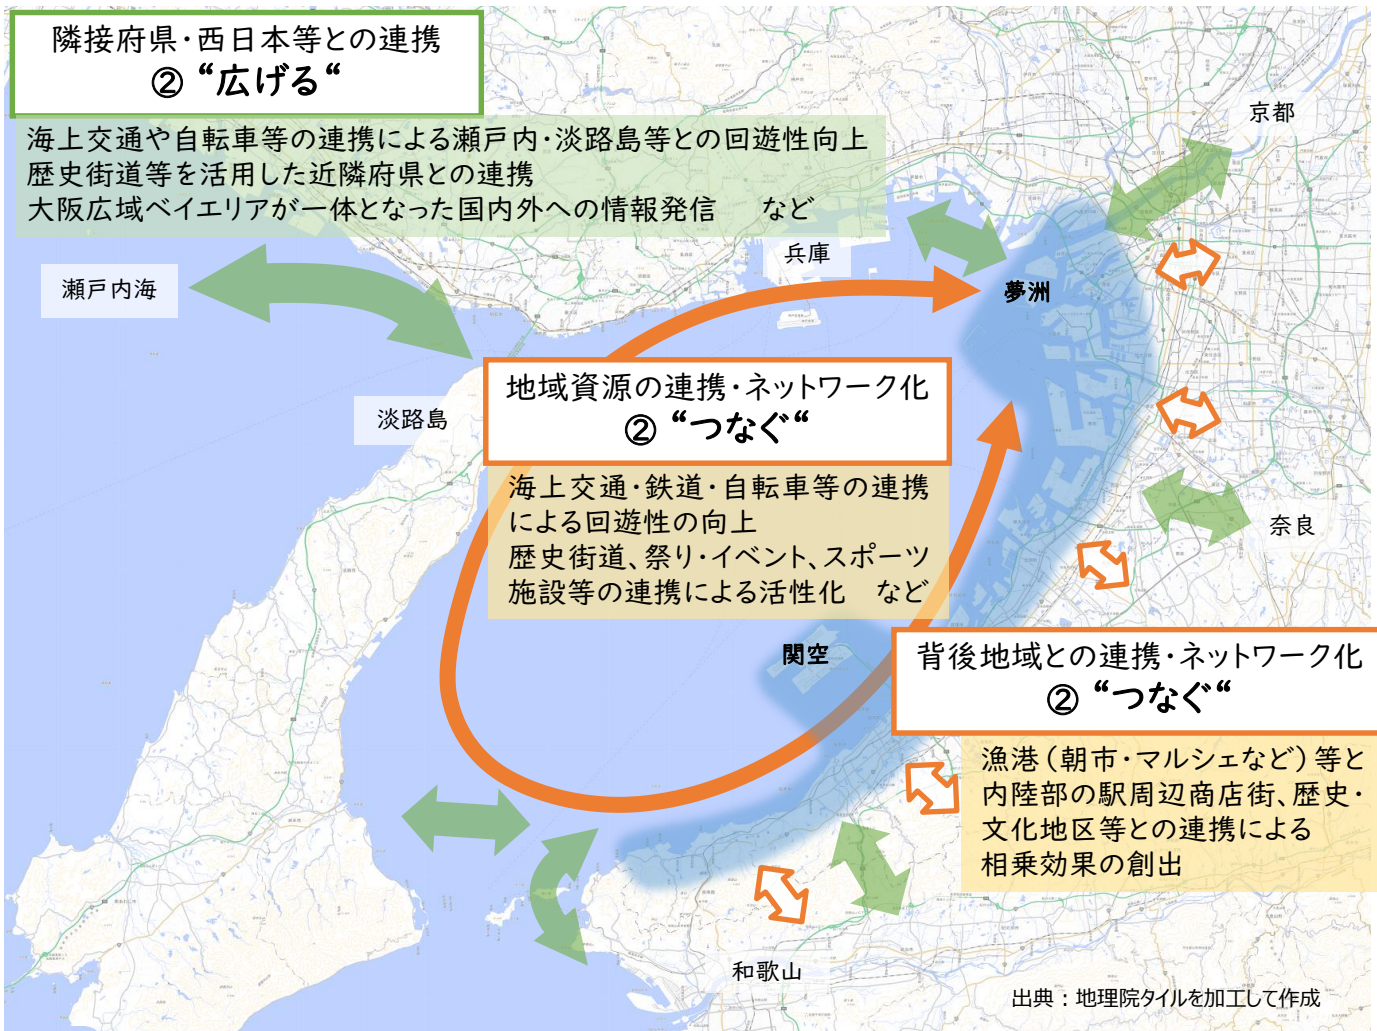 隣接府県・西日本等との連携
② “広げる“
海上交通や自転車等の連携による瀬戸内・淡路島等との回遊性向上
歴史街道等を活用した近隣府県との連携
大阪広域ベイエリアが一体となった国内外への情報発信　など
京都
兵庫
瀬戸内海
夢洲
淡路島
地域資源の連携・ネットワーク化
② “つなぐ“
海上交通・鉄道・自転車等の連携
による回遊性の向上
歴史街道、祭り・イベント、スポーツ
施設等の連携による活性化　など
奈良
関空
背後地域との連携・ネットワーク化
② “つなぐ“
漁港（朝市・マルシェなど）等と
内陸部の駅周辺商店街、歴史・
文化地区等との連携による
相乗効果の創出
和歌山
出典：地理院タイルを加工して作成